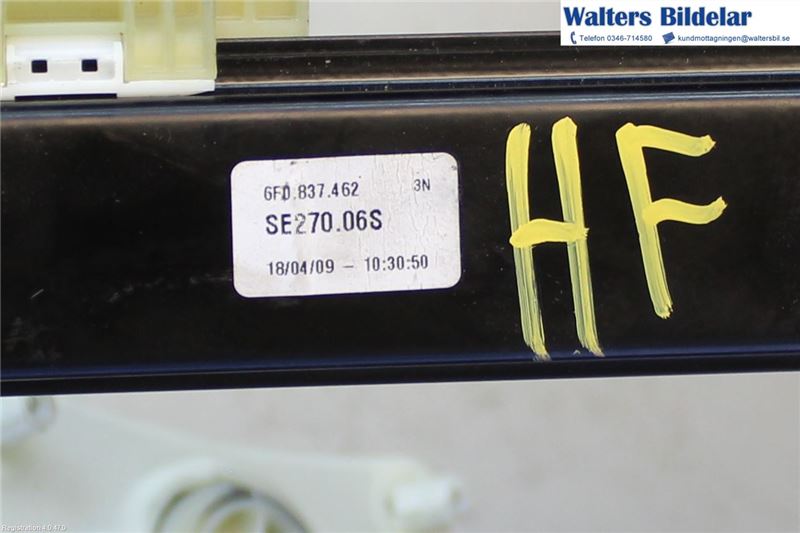 Walters Bildelar
Telefon 0346-714580 kundmottagningen@waltersbil.se
6F0.837.462 3N
SE270.06S
18/04/09 - 10:30:50
HF
Registration 4.0.47.0